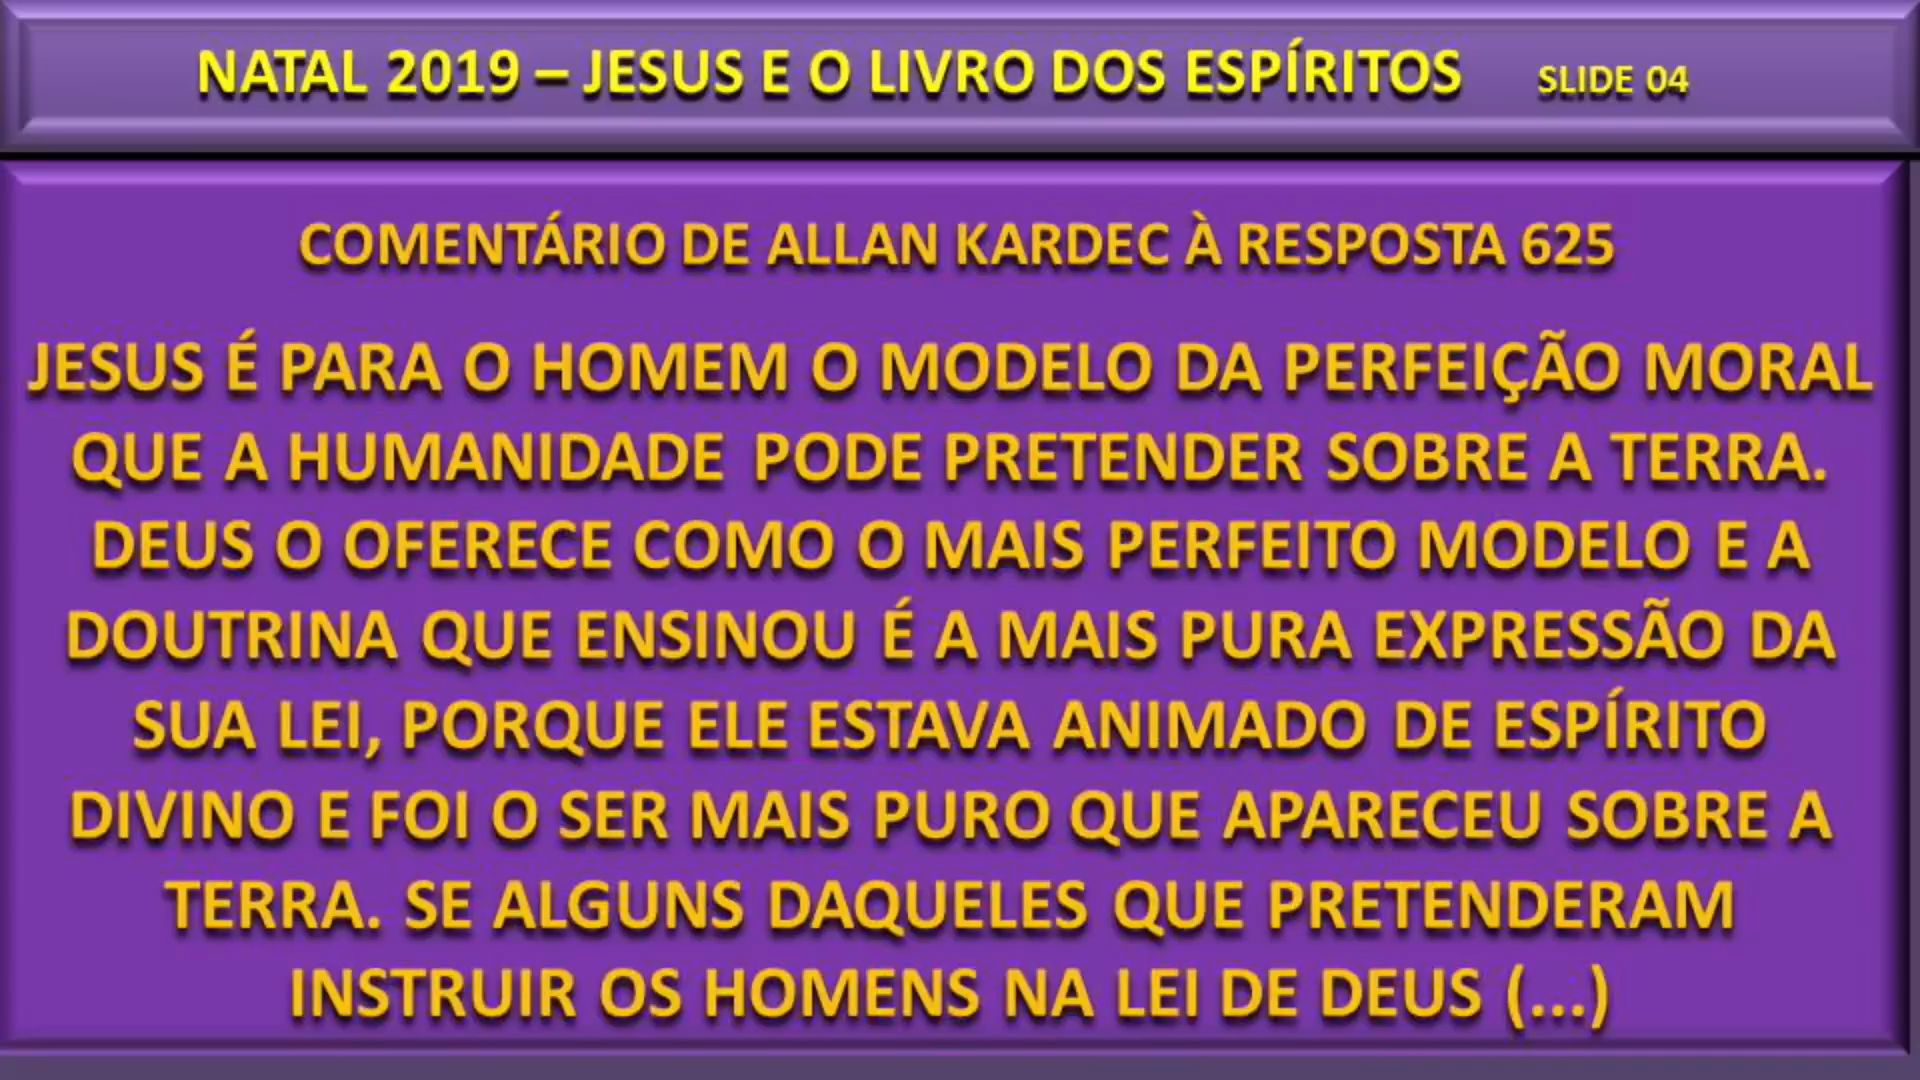 NATAL 2019 – JESUS E O LIVRO DOS ESPÍRITOS SLIDE 04
COMENTÁRIO DE ALLAN KARDEC À RESPOSTA 625
JESUS É PARA O HOMEM O MODELO DA PERFEIÇÃO MORAL
QUE A HUMANIDADE PODE PRETENDER SOBRE A TERRA.
DEUS O OFERECE COMO O MAIS PERFEITO MODELO E A
DOUTRINA QUE ENSINOU É A MAIS PURA EXPRESSÃO DA
SUA LEI, PORQUE ELE ESTAVA ANIMADO DE ESPÍRITO
DIVINO E FOI O SER MAIS PURO QUE APARECEU SOBRE A
TERRA. SE ALGUNS DAQUELES QUE PRETENDERAM
INSTRUIR OS HOMENS NA LEI DE DEUS (...)